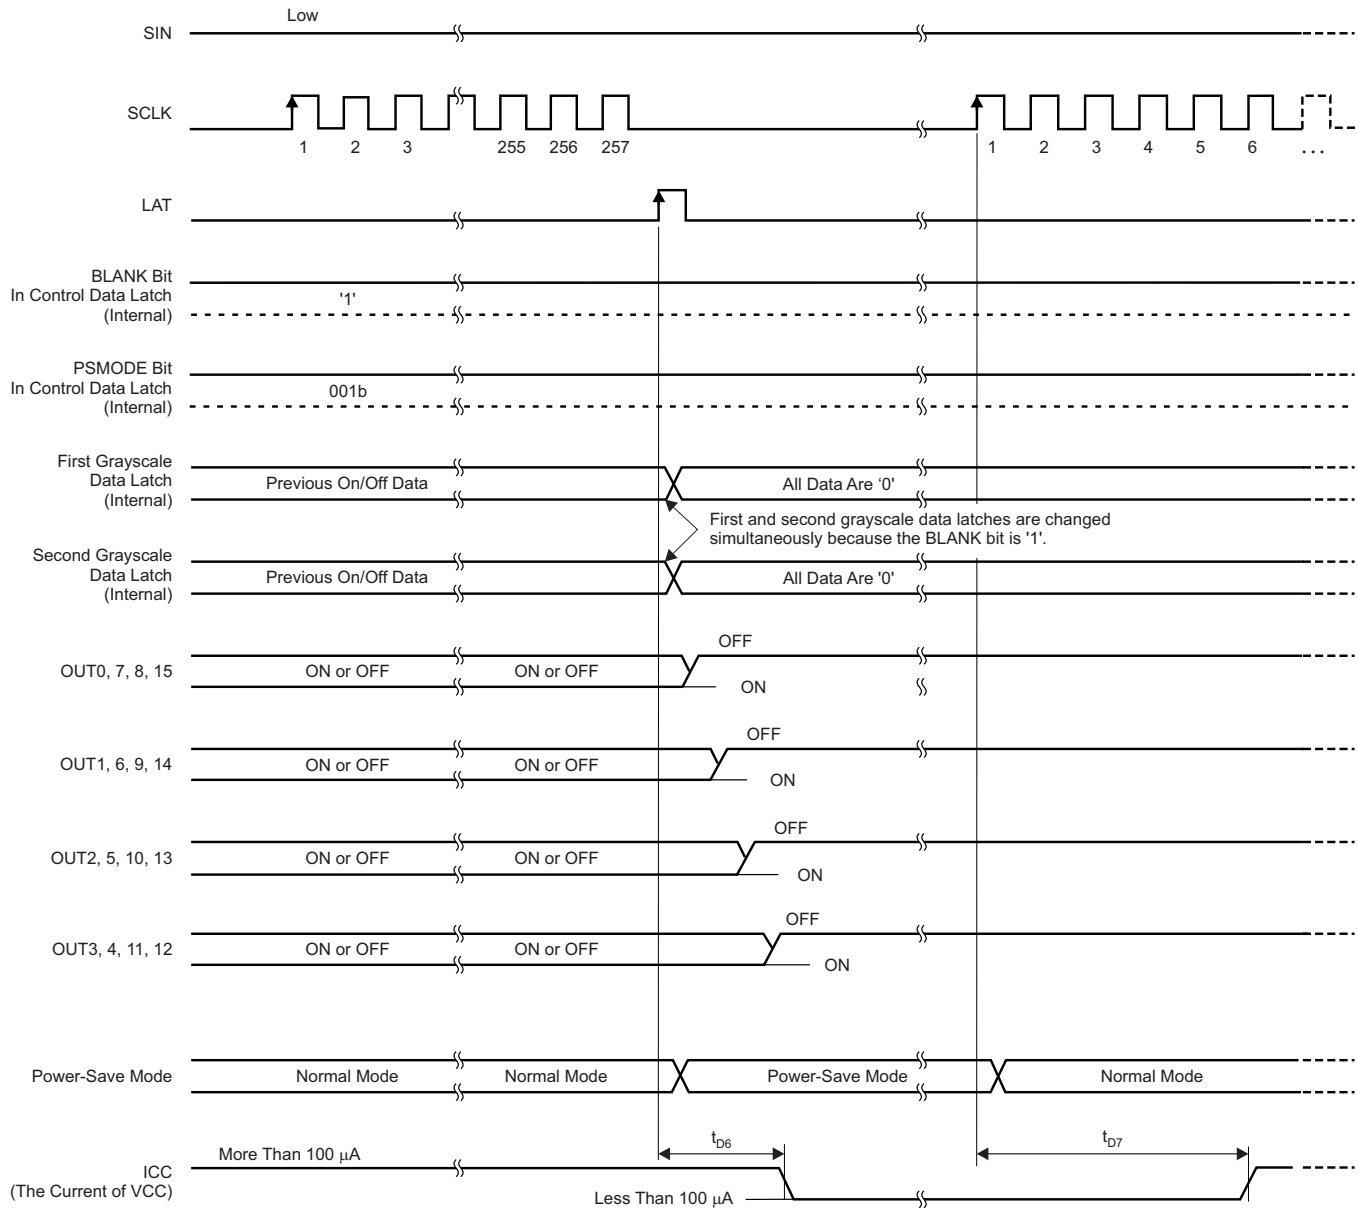 Low
SIN
SCLK
1 2 3 255 256 257 1 2 3 4 5 6 ...
LAT
BLANK Bit
In Control Data Latch
(Internal)
'1'
PSMODE Bit
In Control Data Latch
(Internal)
001b
First Grayscale
Data Latch
(Internal)
Previous On/Off Data
All Data Are ‘0'
First and second grayscale data latches are changed
simultaneously because the BLANK bit is '1'.
Second Grayscale
Data Latch
(Internal)
Previous On/Off Data
All Data Are '0'
OFF
OUT0, 7, 8, 15
ON or OFF
ON or OFF
ON
OFF
OUT1, 6, 9, 14
ON or OFF
ON or OFF
ON
OFF
OUT2, 5, 10, 13
ON or OFF
ON or OFF
ON
OFF
OUT3, 4, 11, 12
ON or OFF
ON or OFF
ON
Power-Save Mode
Normal Mode
Normal Mode
Power-Save Mode
Normal Mode
tD6
tD7
More Than 100 μA
ICC
(The Current of VCC)
Less Than 100 μA